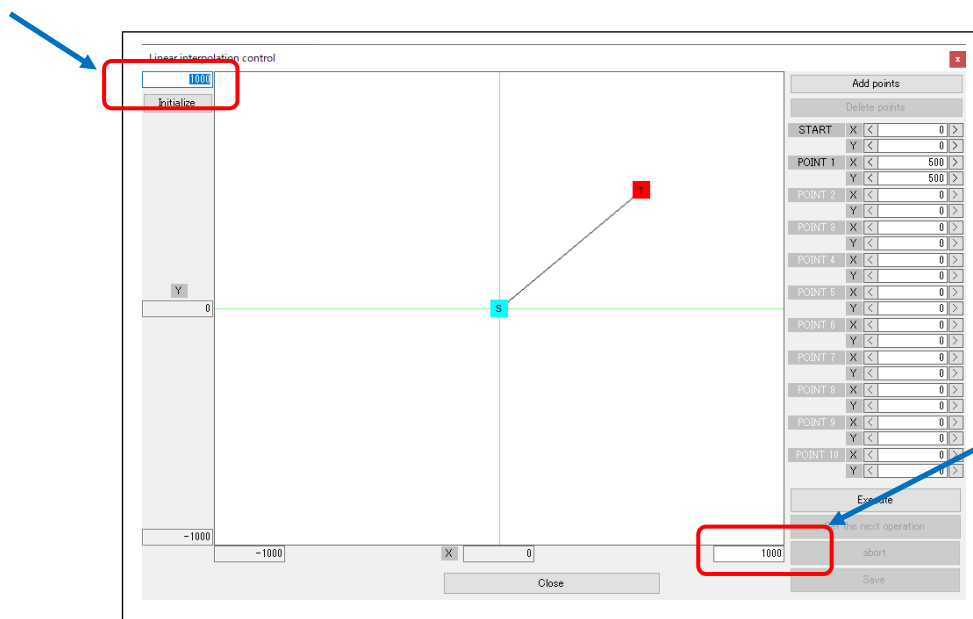 Linear interpolation control
x
1000
Initialize
Y
0
-1000
-1000
X
0
1000
Close
S
1
Add points
Delete points
START X < 0 >
Y < 0 >
POINT 1 X < 500 >
Y < 500 >
POINT 2 X < 0 >
Y < 0 >
POINT 3 X < 0 >
Y < 0 >
POINT 4 X < 0 >
Y < 0 >
POINT 5 X < 0 >
Y < 0 >
POINT 6 X < 0 >
Y < 0 >
POINT 7 X < 0 >
Y < 0 >
POINT 8 X < 0 >
Y < 0 >
POINT 9 X < 0 >
Y < 0 >
POINT 10 X < 0 >
Y < 0 >
Execute
the next operation
abort
Save